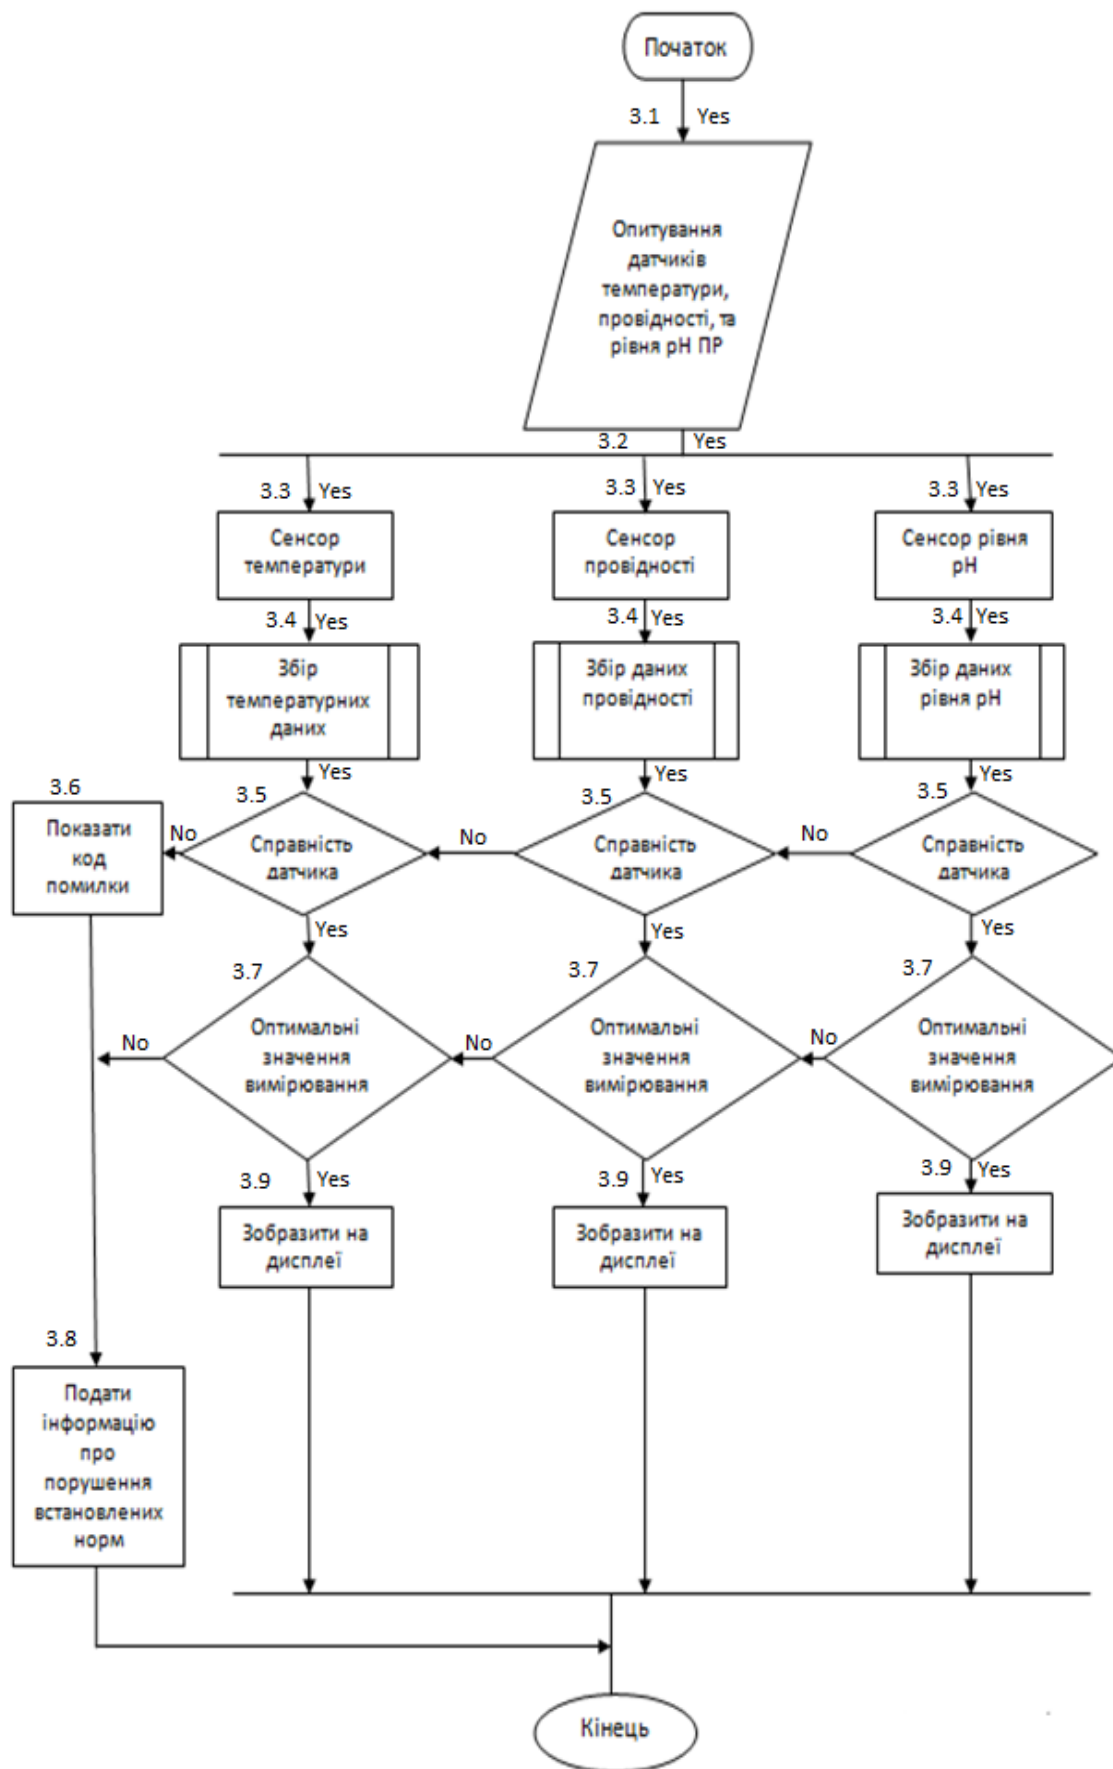 Початок
3.1 Yes
Опитування
датчиків
температури,
провідності, та
рівня pH ПР
3.2 Yes
3.3 Yes
3.3 Yes
3.3 Yes
Сенсор
температури
Сенсор
провідності
Сенсор рівня
pH
3.4 Yes
3.4 Yes
3.4 Yes
Збір
температурних
даних
Збір даних
провідності
Збір даних
рівня pH
Yes
Yes
Yes
3.6
3.5
3.5
3.5
Показати
код
помилки
No
Справність
датчика
No
Справність
датчика
No
Справність
датчика
Yes
Yes
Yes
3.7
3.7
3.7
No
Оптимальні
значення
вимірювання
No
Оптимальні
значення
вимірювання
No
Оптимальні
значення
вимірювання
3.9 Yes
3.9 Yes
3.9 Yes
Зобразити на
дисплеї
Зобразити на
дисплеї
Зобразити на
дисплеї
3.8
Подати
інформацію
про
порушення
встановлених
норм
Кінець